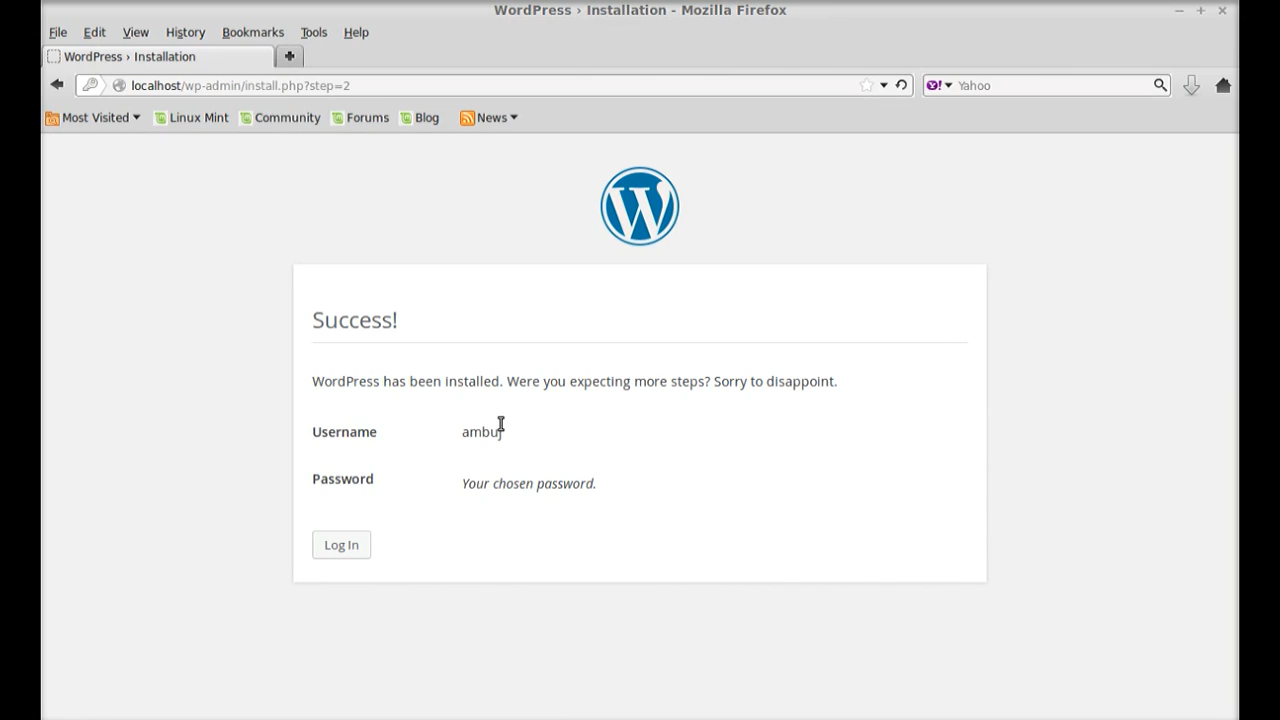 WordPress › Installation - Mozilla Firefox
File Edit View History Bookmarks Tools Help
WordPress › Installation
localhost/wp-admin/install.php?step=2 Yahoo
Most Visited Linux Mint Community Forums Blog News
Success!
WordPress has been installed. Were you expecting more steps? Sorry to disappoint.
Username ambuj
Password Your chosen password.
Log In